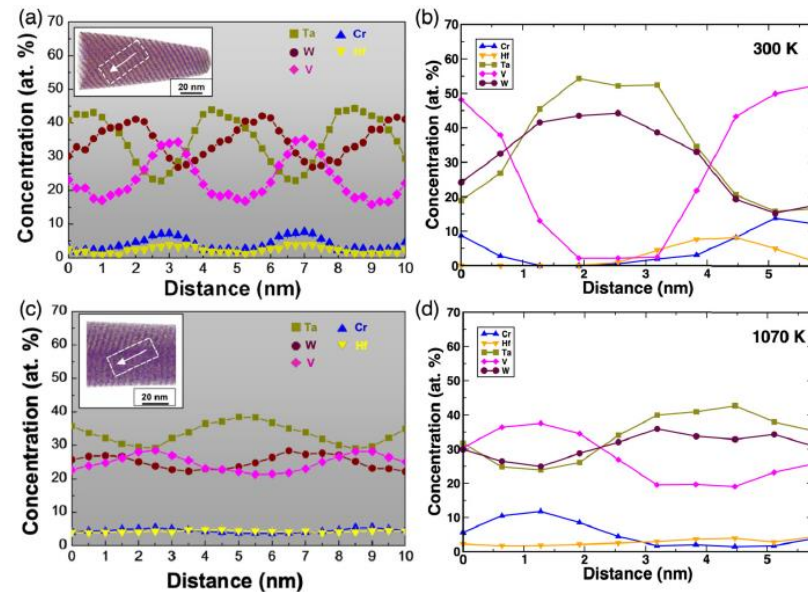 (a)
20 nm
Ta
W
V
Cr
Hf
Concentration (at. %)
70
60
50
40
30
20
10
0
0 1 2 3 4 5 6 7 8 9 10
Distance (nm)
(b)
300 K
Cr
Hf
Ta
V
W
Concentration (at. %)
70
60
50
40
30
20
10
0
0 1 2 3 4 5
Distance (nm)
(c)
20 nm
Ta
W
V
Cr
Hf
Concentration (at. %)
70
60
50
40
30
20
10
0
0 1 2 3 4 5 6 7 8 9 10
Distance (nm)
(d)
1070 K
Cr
Hf
Ta
V
W
Concentration (at. %)
70
60
50
40
30
20
10
0
0 1 2 3 4 5
Distance (nm)